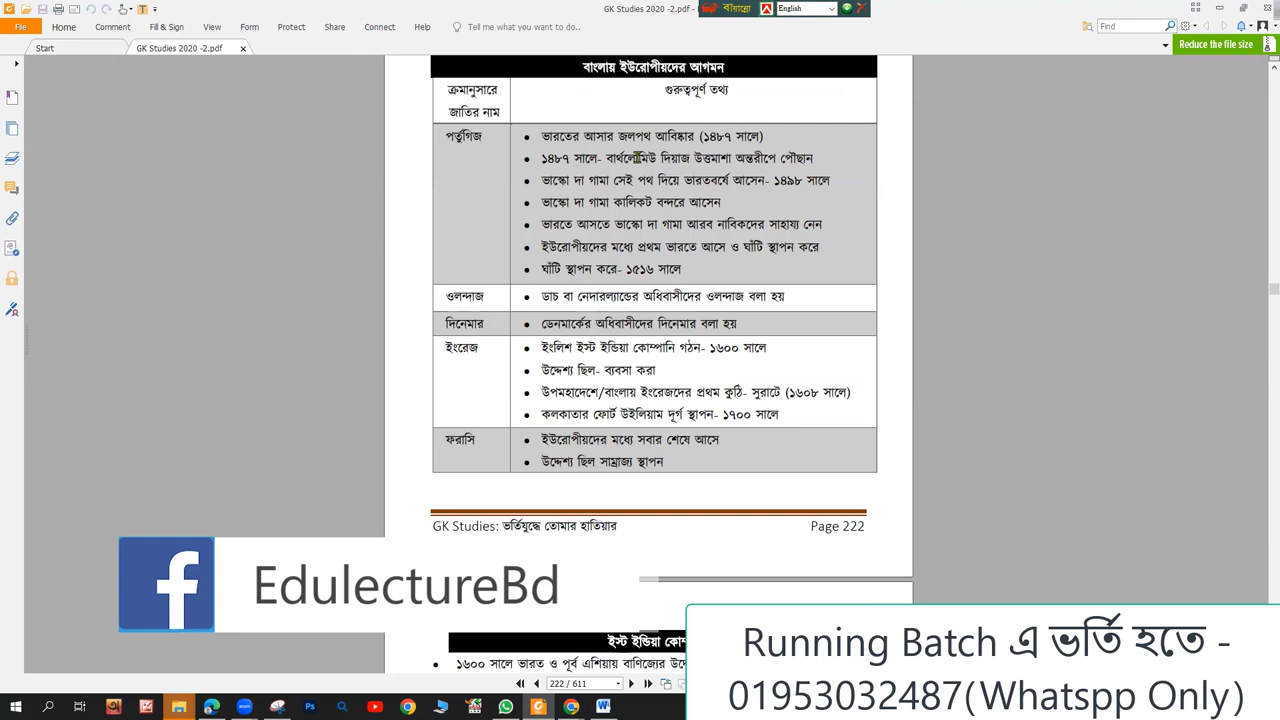 GK Studies 2020 -2.pdf -
বাংলায়
English
File Home Comment Fill & Sign View Form Protect Share Connect Help Tell me what you want to do..
Find
Start GK Studies 2020 -2.pdf
Reduce the file size
বাংলায় ইউরোপীয়দের আগমন
ক্রমানুসারে জাতির নাম
গুরুত্বপূর্ণ তথ্য
পর্তুগিজ
ভারতের আসার জলপথ আবিষ্কার (১৪৮৭ সালে)
১৪৮৭ সালে- বার্থলোমিউ দিয়াজ উত্তমাশা অন্তরীপে পৌছান
ভাস্কো দা গামা সেই পথ দিয়ে ভারতবর্ষে আসেন- ১৪৯৮ সালে
ভাস্কো দা গামা কালিকট বন্দরে আসেন
ভারতে আসতে ভাস্কো দা গামা আরব নাবিকদের সাহায্য নেন
ইউরোপীয়দের মধ্যে প্রথম ভারতে আসে ও ঘাঁটি স্থাপন করে
ঘাঁটি স্থাপন করে- ১৫১৬ সালে
ওলন্দাজ
ডাচ বা নেদারল্যান্ডের অধিবাসীদের ওলন্দাজ বলা হয়
দিনেমার
ডেনমার্কের অধিবাসীদের দিনেমার বলা হয়
ইংরেজ
ইংলিশ ইস্ট ইন্ডিয়া কোম্পানি গঠন- ১৬০০ সালে
উদ্দেশ্য ছিল- ব্যবসা করা
উপমহাদেশে/বাংলায় ইংরেজদের প্রথম কুঠি- সুরাটে (১৬০৮ সালে)
কলকাতার ফোর্ট উইলিয়াম দূর্গ স্থাপন- ১৭০০ সালে
ফরাসি
ইউরোপীয়দের মধ্যে সবার শেষে আসে
উদ্দেশ্য ছিল সাম্রাজ্য স্থাপন
GK Studies: ভর্তিযুদ্ধে তোমার হাতিয়ার Page 222
EdulectureBd
ইস্ট ইন্ডিয়া
১৬০০ সালে ভারত ও পূর্ব এশিয়ায় বাণিজ্যের
Running Batch এ ভর্তি হতে -
01953032487(Whatspp Only)
222 / 611